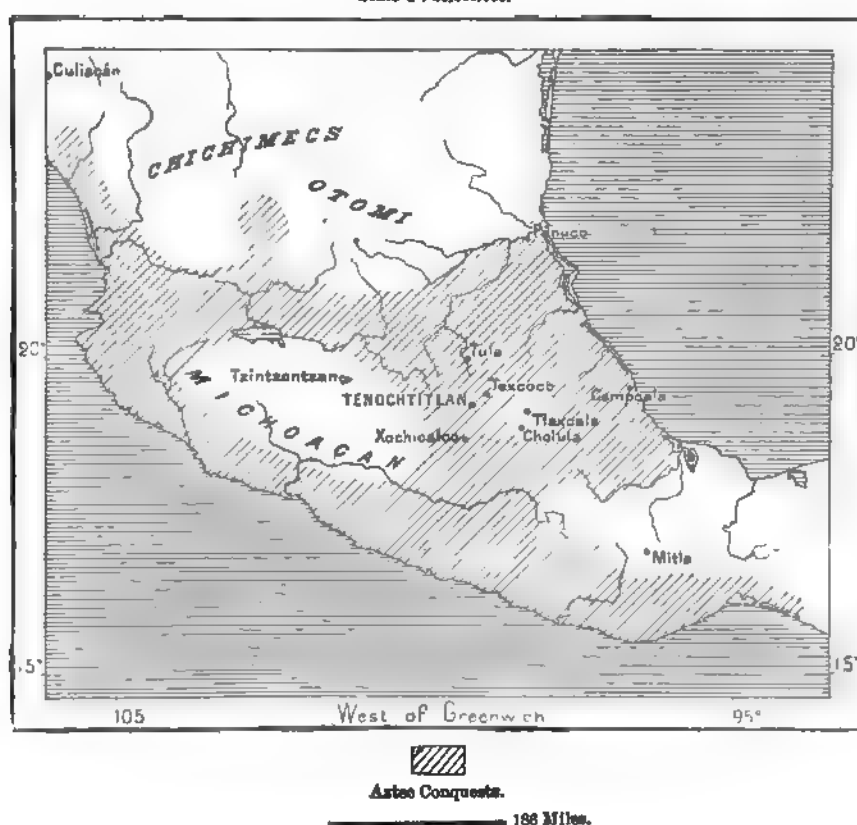 Culiacán
CHICHIMECS
OTOMI
Panuco
20°
20°
Tula
Tzintzontzan
Texcoco
TENOCHTITLAN
Cempoala
MICHOACAN
Tlaxcala
Xochicalco
Cholula
Mitla
15°
15°
105
West of Greenwich
95°
Aztec Conquests.
186 Miles.